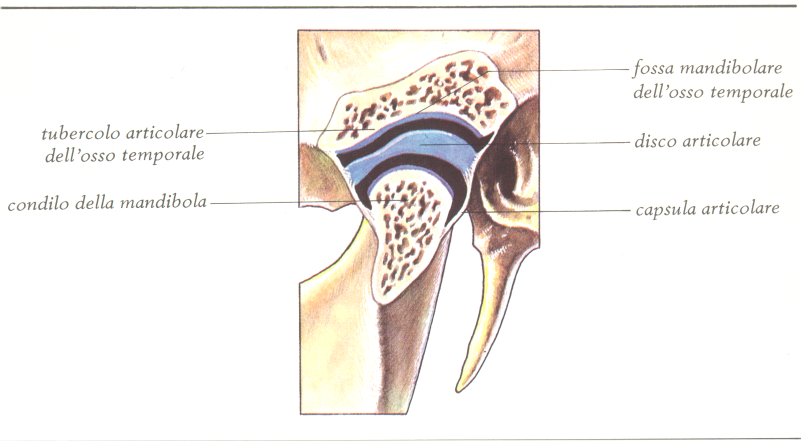 fossa mandibolare
dell'osso temporale
tubercolo articolare
dell'osso temporale
disco articolare
condilo della mandibola
capsula articolare